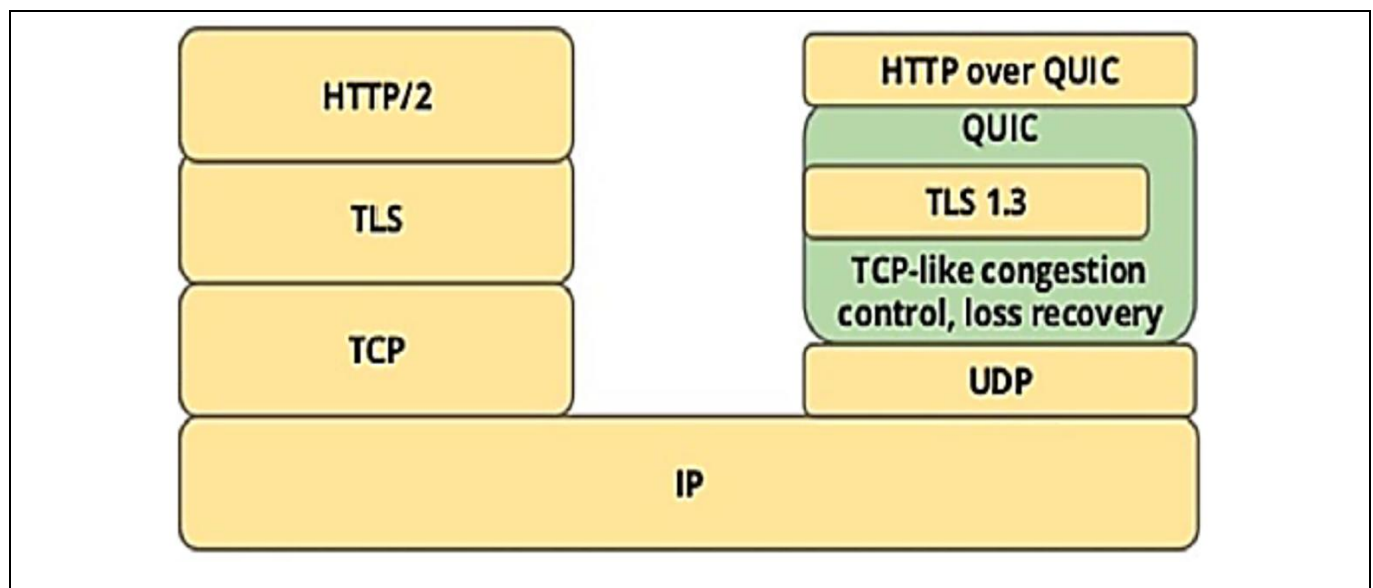 HTTP/2
TLS
TCP
HTTP over QUIC
QUIC
TLS 1.3
TCP-like congestion
control, loss recovery
UDP
IP